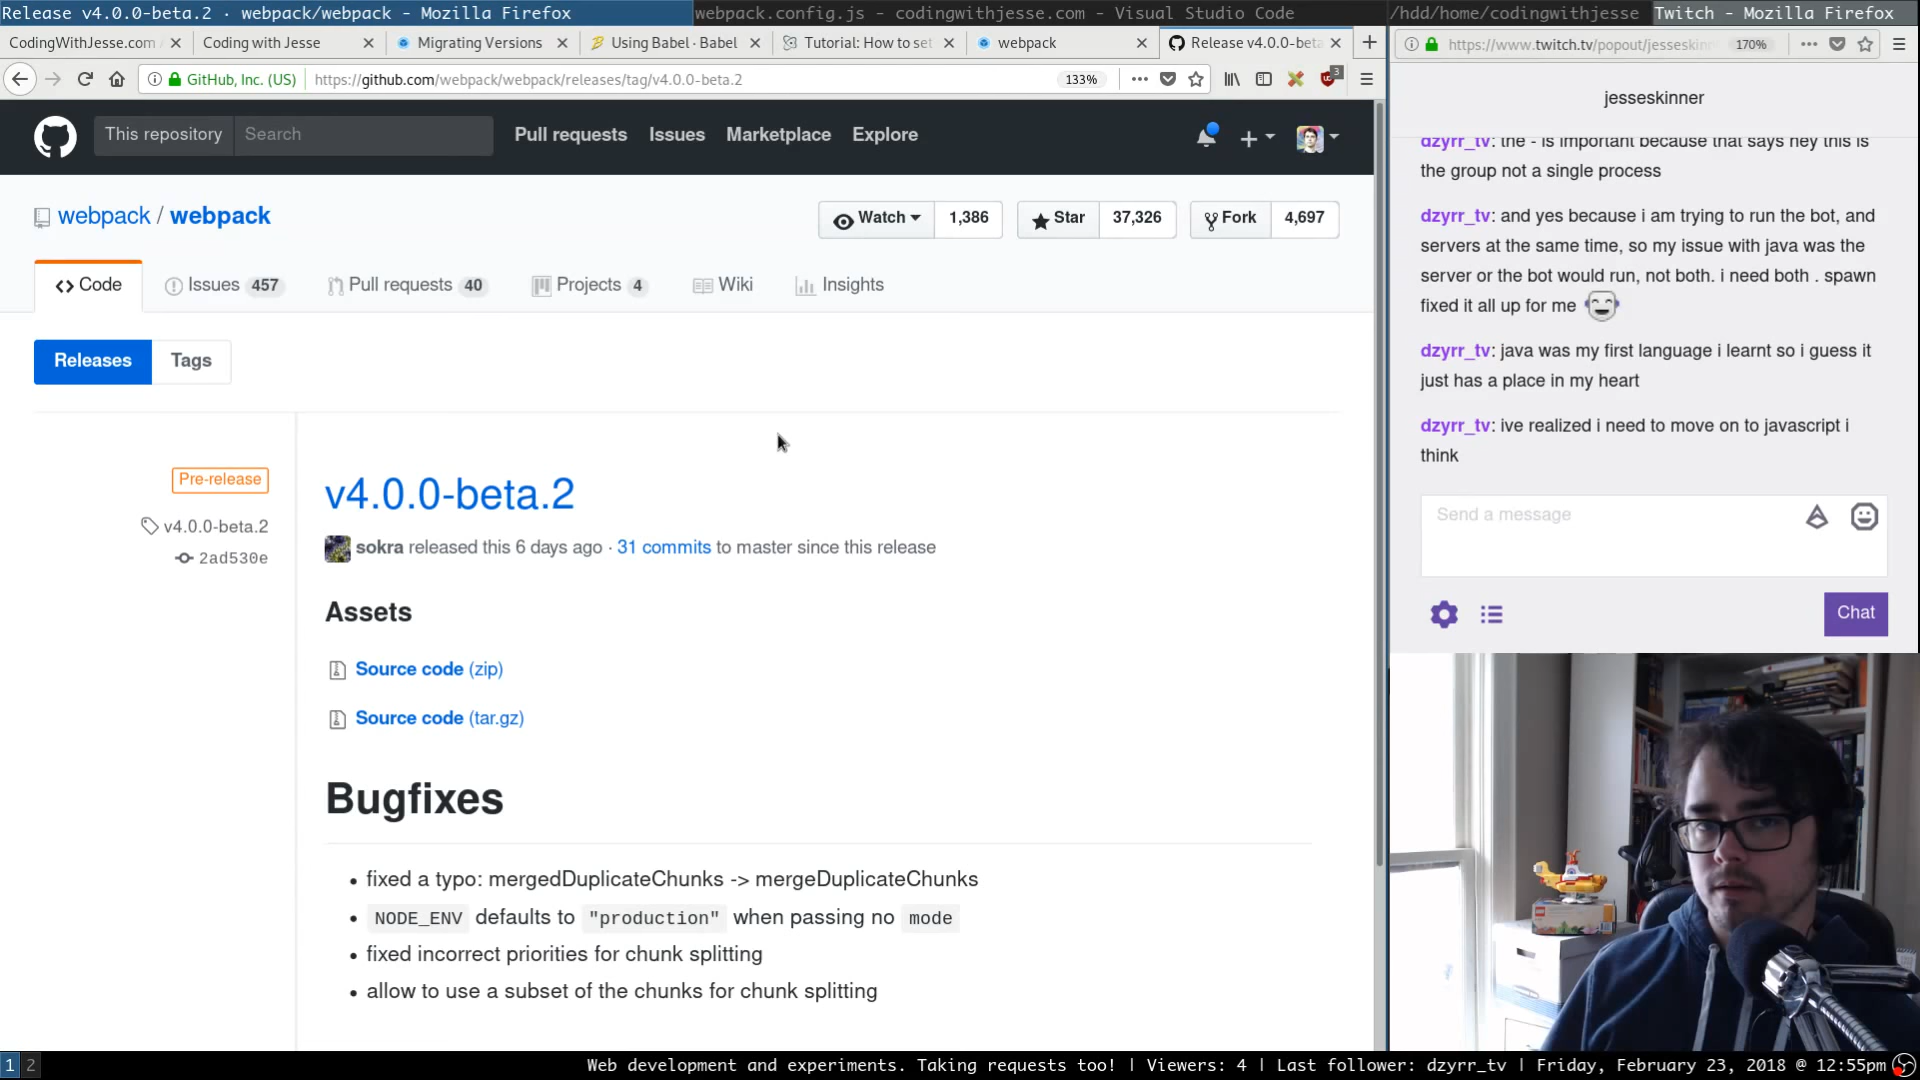 Release v4.0.0-beta.2 · webpack/webpack - Mozilla Firefox
webpack.config.js - codingwithjesse.com - Visual Studio Code
/hdd/home/codingwithjesse
Twitch - Mozilla Firefox
CodingWithJesse.com
Coding with Jesse
Migrating Versions
Using Babel · Babel
Tutorial: How to set
webpack
Release v4.0.0-beta
GitHub, Inc. (US)
https://github.com/webpack/webpack/releases/tag/v4.0.0-beta.2
133%
3
https://www.twitch.tv/popout/jesseskinn
170%
This repository
Search
Pull requests
Issues
Marketplace
Explore
webpack / webpack
Watch
1,386
Star
37,326
Fork
4,697
Code
Issues 457
Pull requests 40
Projects 4
Wiki
Insights
Releases
Tags
Pre-release
v4.0.0-beta.2
2ad530e
v4.0.0-beta.2
sokra released this 6 days ago · 31 commits to master since this release
Assets
Source code (zip)
Source code (tar.gz)
Bugfixes
fixed a typo: mergedDuplicateChunks -> mergeDuplicateChunks
NODE_ENV defaults to "production" when passing no mode
fixed incorrect priorities for chunk splitting
allow to use a subset of the chunks for chunk splitting
jesseskinner
dzyrr_tv: the - is important because that says hey this is
the group not a single process
dzyrr_tv: and yes because i am trying to run the bot, and
servers at the same time, so my issue with java was the
server or the bot would run, not both. i need both . spawn
fixed it all up for me
dzyrr_tv: java was my first language i learnt so i guess it
just has a place in my heart
dzyrr_tv: ive realized i need to move on to javascript i
think
Send a message
Chat
1 2
Web development and experiments. Taking requests too! | Viewers: 4 | Last follower: dzyrr_tv | Friday, February 23, 2018 @ 12:55pm